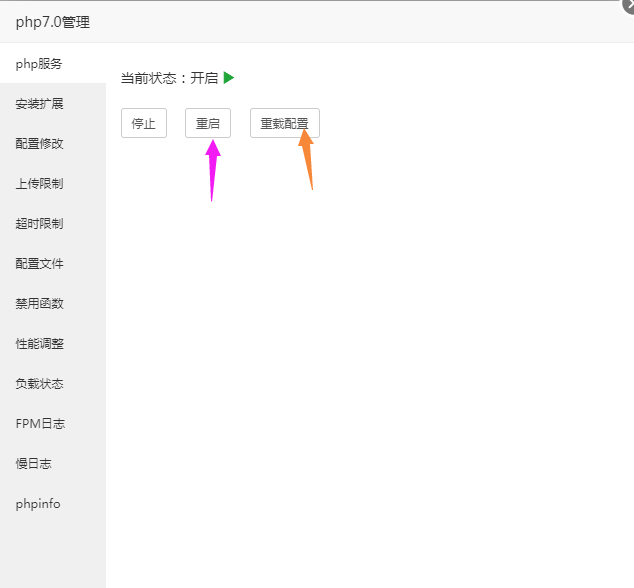 php7.0管理
php服务
安装扩展
配置修改
上传限制
超时限制
配置文件
禁用函数
性能调整
负载状态
FPM日志
慢日志
phpinfo
当前状态：开启
停止 重启 重载配置